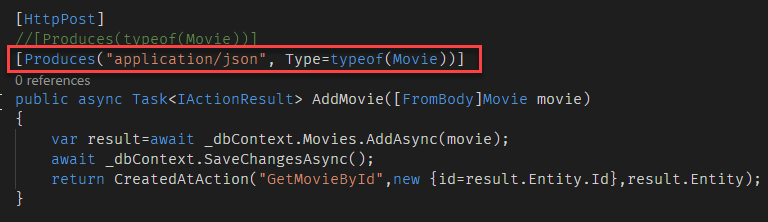 [HttpPost]
//[Produces(typeof(Movie))]
[Produces("application/json", Type=typeof(Movie))]
0 references
public async Task<IActionResult> AddMovie([FromBody]Movie movie)
{
var result=await _dbContext.Movies.AddAsync(movie);
await _dbContext.SaveChangesAsync();
return CreatedAtAction("GetMovieById",new {id=result.Entity.Id},result.Entity);
}